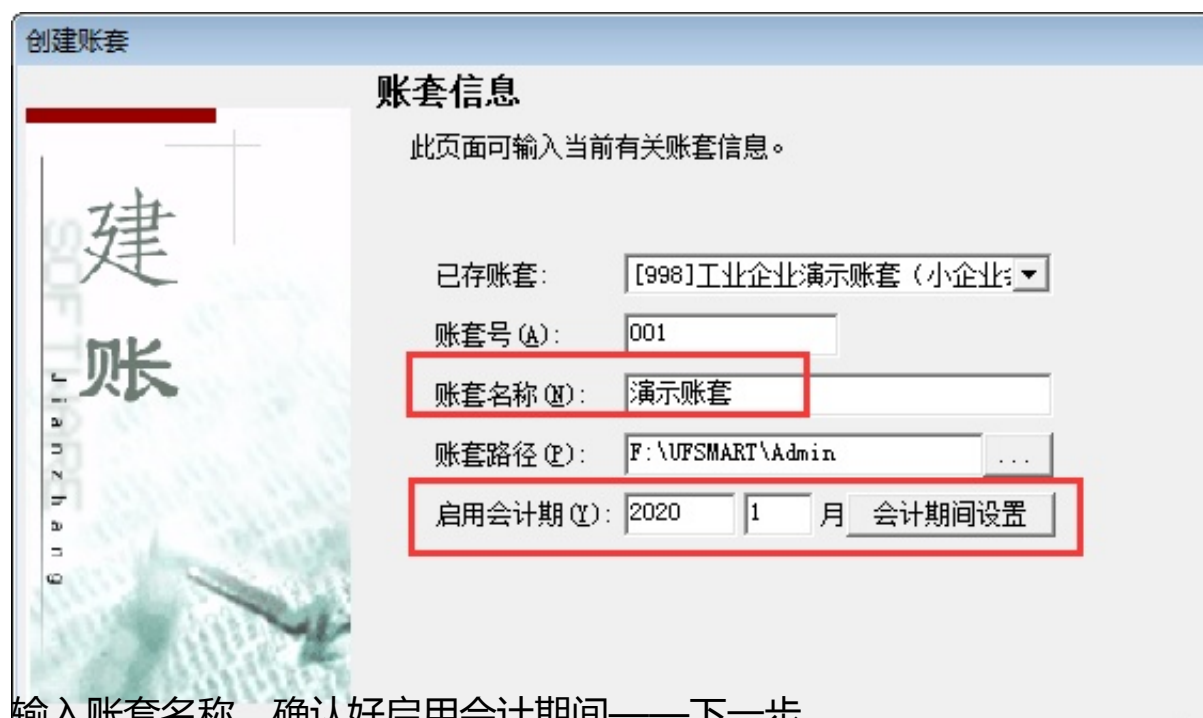 创建账套
账套信息
此页面可输入当前有关账套信息。
建
账
SOFTWARE
Jianzhang
已存账套:
[998]工业企业演示账套(小企业
账套号(A): 001
账套名称(N): 演示账套
账套路径(P): F:\UFSMART\Admin ...
启用会计期(Y): 2020 1 月 会计期间设置
输入账套名称 确认好启用会计期间——下一步